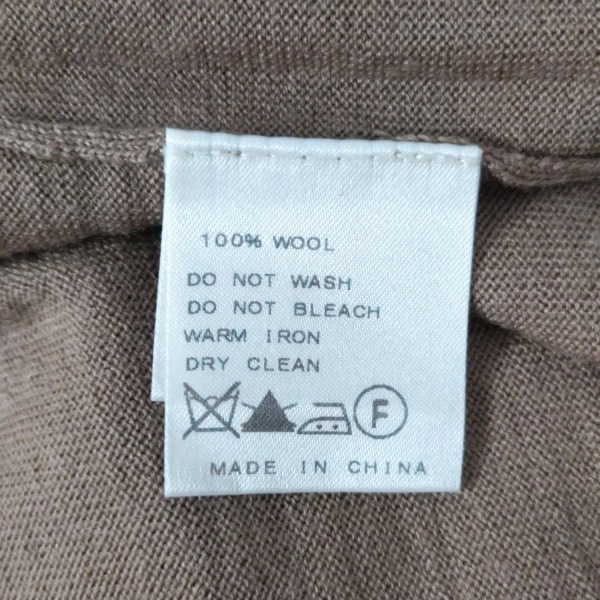 100% WOOL
DO NOT WASH
DO NOT BLEACH
WARM IRON
DRY CLEAN
F
MADE IN CHINA